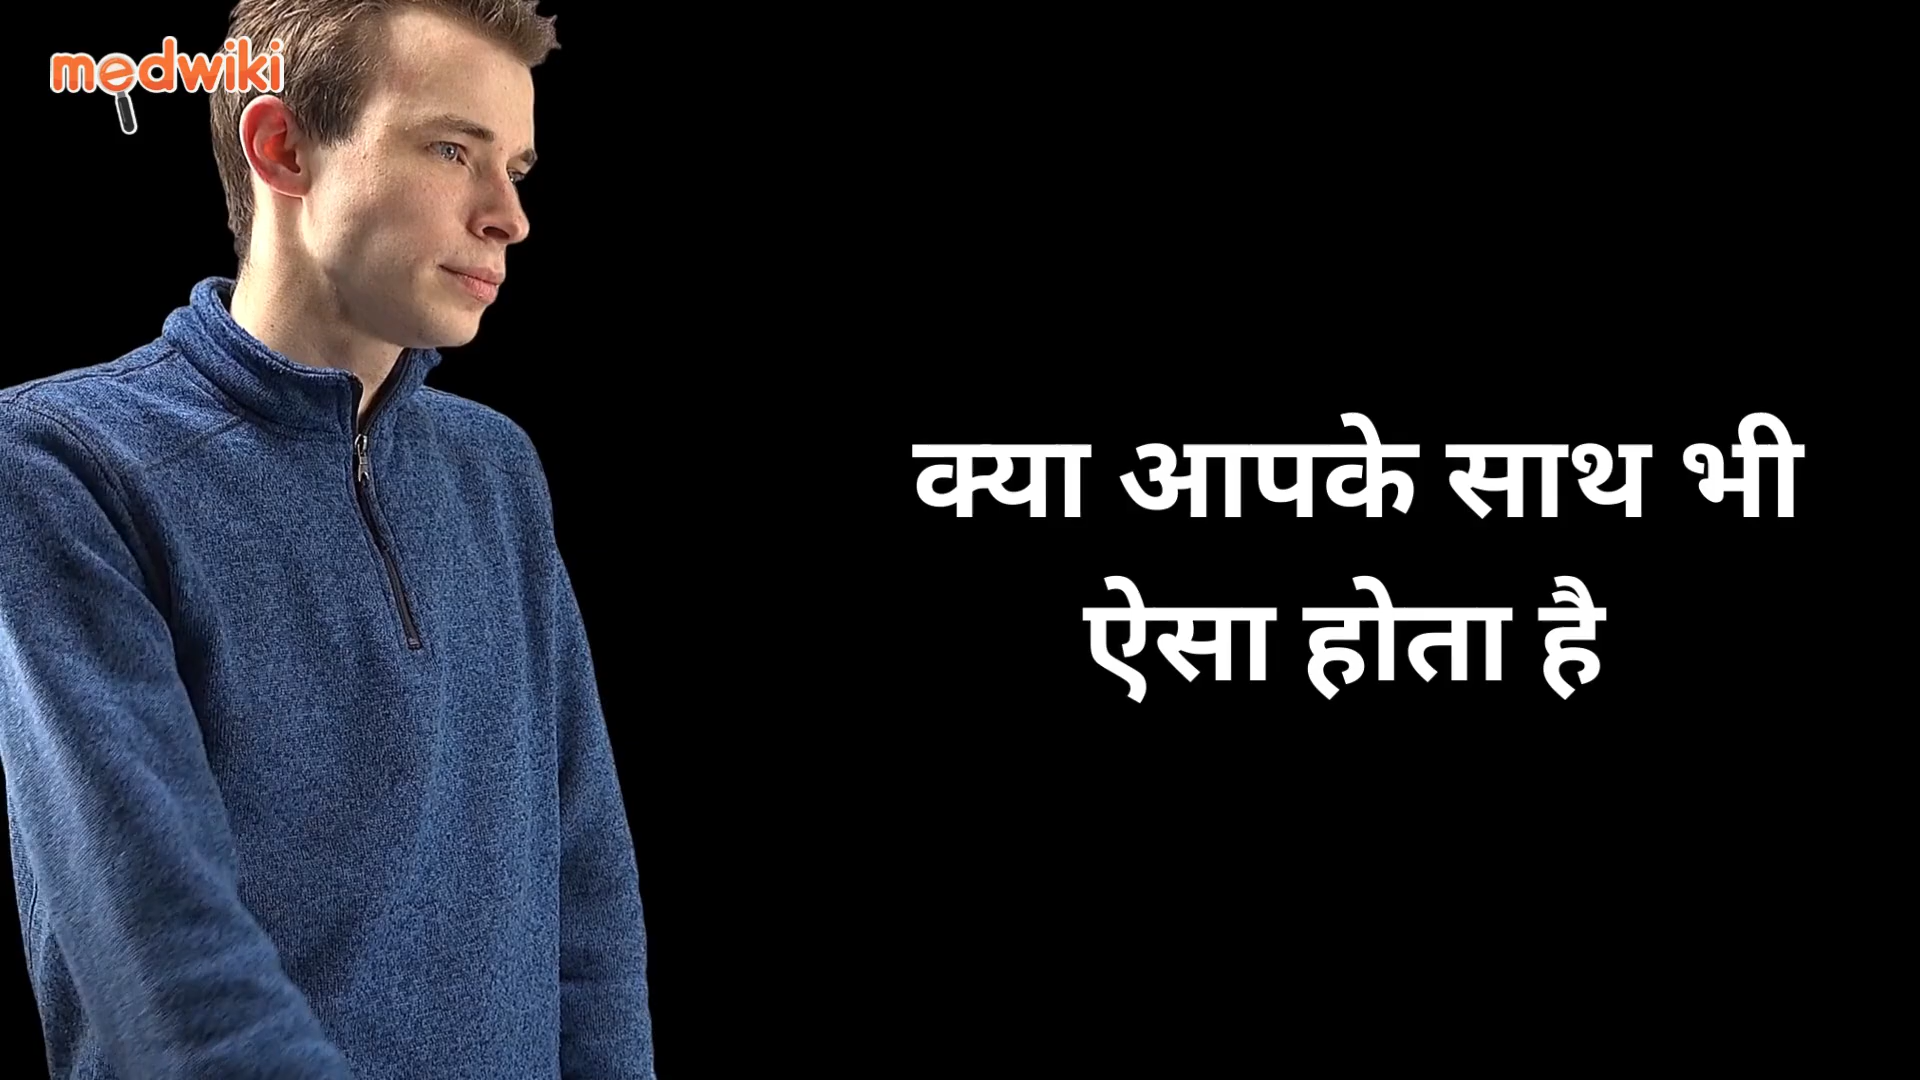 medwiki
क्या आपके साथ भी
ऐसा होता है